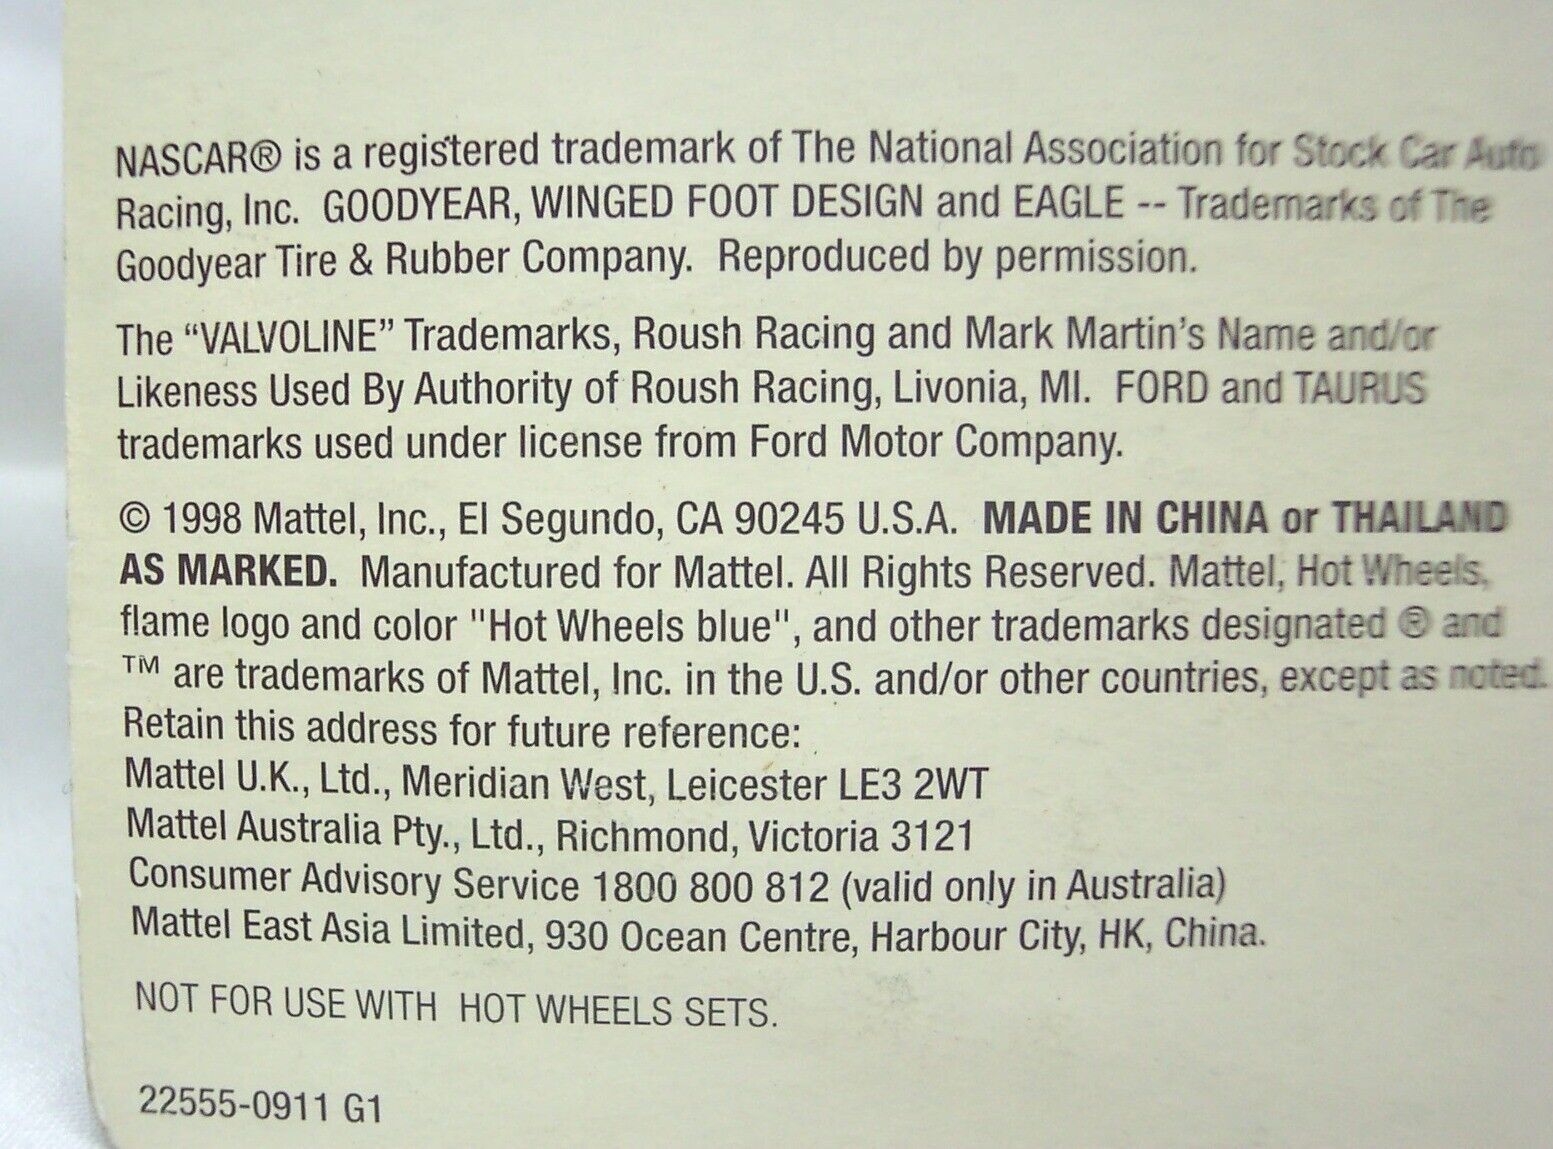 NASCAR® is a registered trademark of The National Association for Stock Car Auto
Racing, Inc.  GOODYEAR, WINGED FOOT DESIGN and EAGLE -- Trademarks of The
Goodyear Tire & Rubber Company.  Reproduced by permission.
The “VALVOLINE” Trademarks, Roush Racing and Mark Martin’s Name and/or
Likeness Used By Authority of Roush Racing, Livonia, MI.  FORD and TAURUS
trademarks used under license from Ford Motor Company.
© 1998 Mattel, Inc., El Segundo, CA 90245 U.S.A.  MADE IN CHINA or THAILAND
AS MARKED.  Manufactured for Mattel. All Rights Reserved. Mattel, Hot Wheels,
flame logo and color "Hot Wheels blue", and other trademarks designated ® and
™ are trademarks of Mattel, Inc. in the U.S. and/or other countries, except as noted.
Retain this address for future reference:
Mattel U.K., Ltd., Meridian West, Leicester LE3 2WT
Mattel Australia Pty., Ltd., Richmond, Victoria 3121
Consumer Advisory Service 1800 800 812 (valid only in Australia)
Mattel East Asia Limited, 930 Ocean Centre, Harbour City, HK, China.
NOT FOR USE WITH  HOT WHEELS SETS.
22555-0911 G1